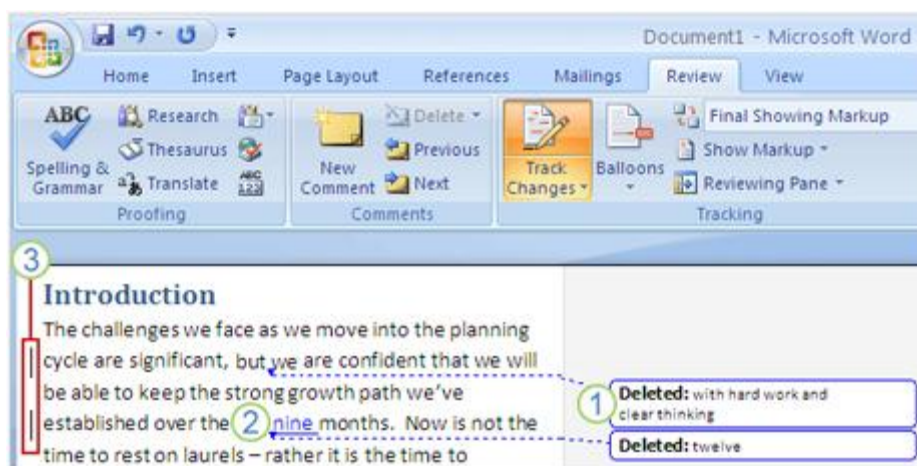 Document1 - Microsoft Word
Home Insert Page Layout References Mailings Review View
ABC Research Delete Final Showing Markup
Thesaurus Previous Show Markup
Spelling & Grammar Translate ABC 123 New Comment Next Track Changes Balloons Reviewing Pane
Proofing Comments Tracking
3
Introduction
The challenges we face as we move into the planning
cycle are significant, but we are confident that we will
be able to keep the strong growth path we've
established over the 2 nine months. Now is not the
time to rest on laurels – rather it is the time to
1
Deleted: with hard work and
clear thinking
Deleted: twelve